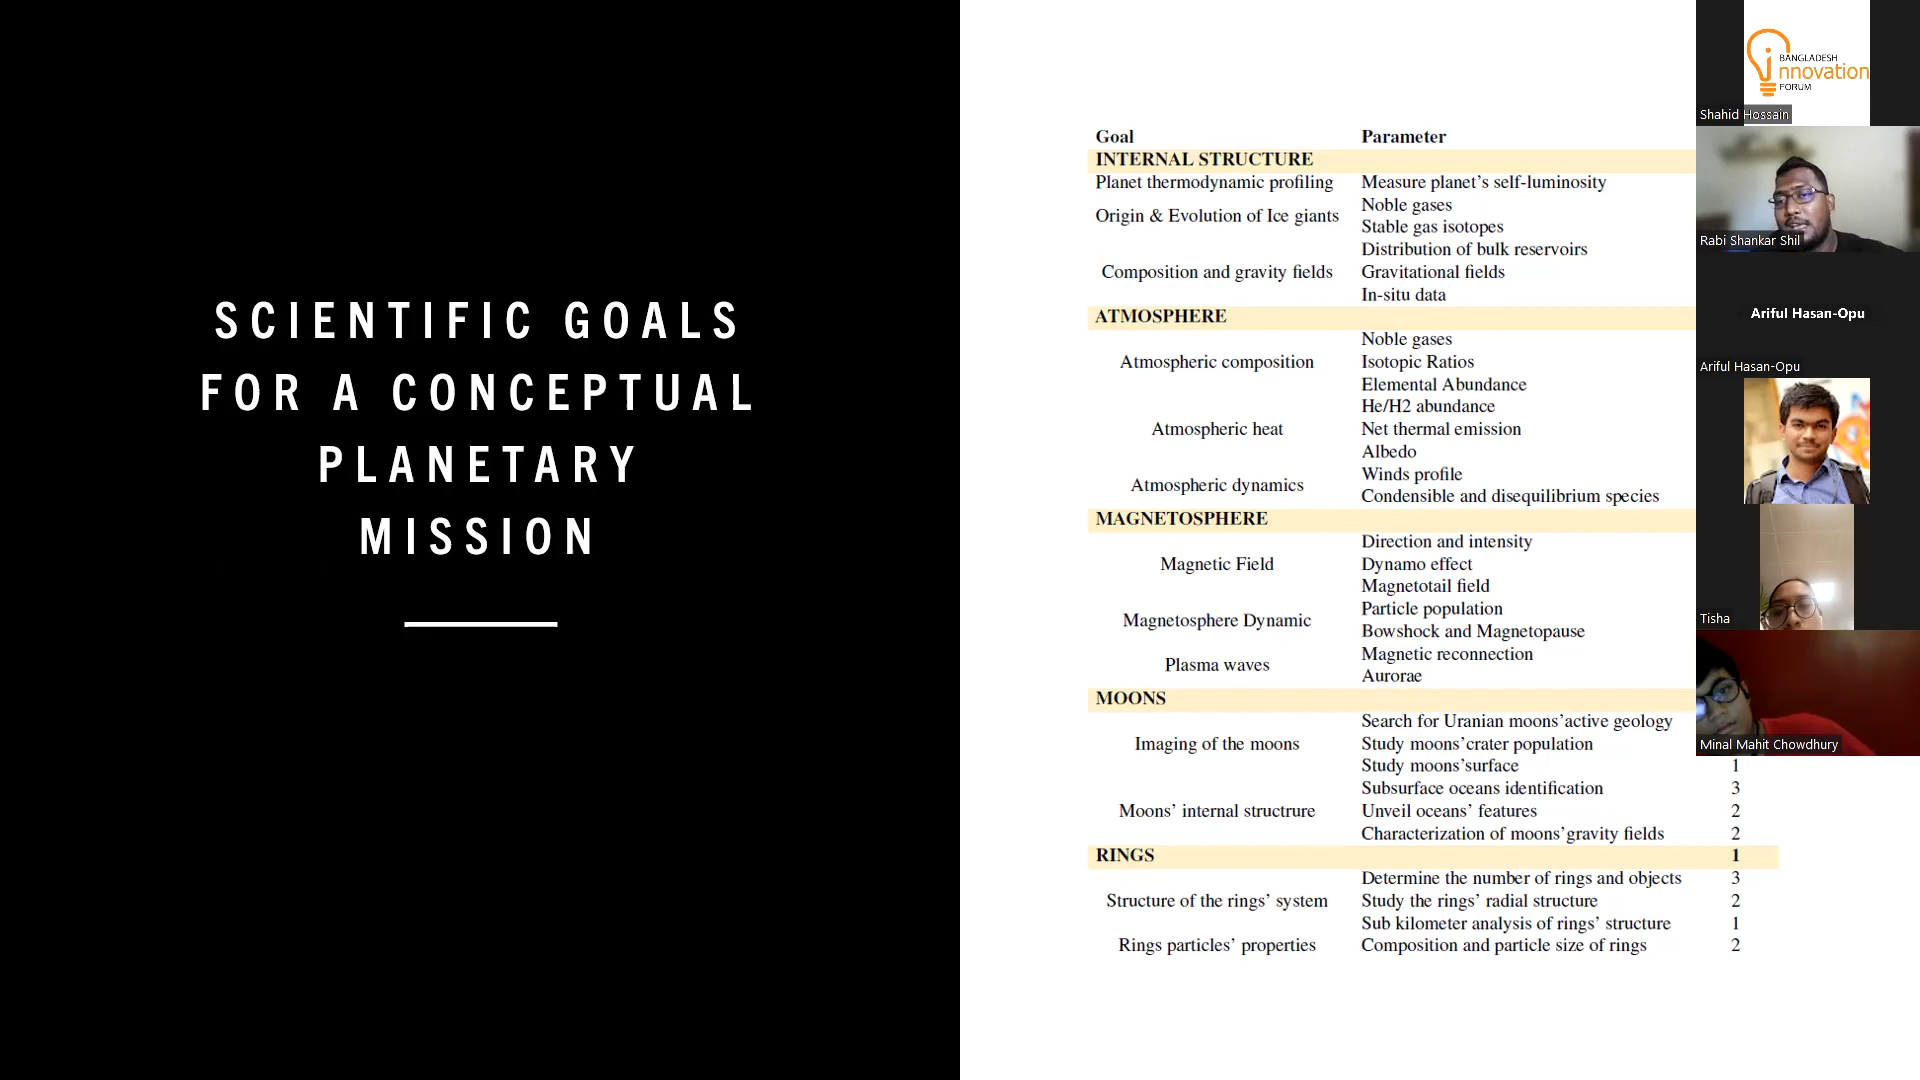 SCIENTIFIC GOALS
FOR A CONCEPTUAL
PLANETARY
MISSION
Goal Parameter
INTERNAL STRUCTURE
Planet thermodynamic profiling Measure planet's self-luminosity
Origin & Evolution of Ice giants Noble gases
Stable gas isotopes
Distribution of bulk reservoirs
Composition and gravity fields Gravitational fields
In-situ data
ATMOSPHERE
Noble gases
Atmospheric composition Isotopic Ratios
Elemental Abundance
He/H2 abundance
Atmospheric heat Net thermal emission
Albedo
Atmospheric dynamics Winds profile
Condensible and disequilibrium species
MAGNETOSPHERE
Direction and intensity
Magnetic Field Dynamo effect
Magnetotail field
Particle population
Magnetosphere Dynamic Bowshock and Magnetopause
Plasma waves Magnetic reconnection
Aurorae
MOONS
Search for Uranian moons'active geology
Imaging of the moons Study moons'crater population
Study moons'surface 1
Subsurface oceans identification 3
Moons' internal structrure Unveil oceans' features 2
Characterization of moons'gravity fields 2
RINGS 1
Determine the number of rings and objects 3
Structure of the rings' system Study the rings' radial structure 2
Sub kilometer analysis of rings' structure 1
Rings particles' properties Composition and particle size of rings 2
BANGLADESH
innovation
FORUM
Shahid Hossain
Rabi Shankar Shil
Ariful Hasan-Opu
Ariful Hasan-Opu
Tisha
Minal Mahit Chowdhury